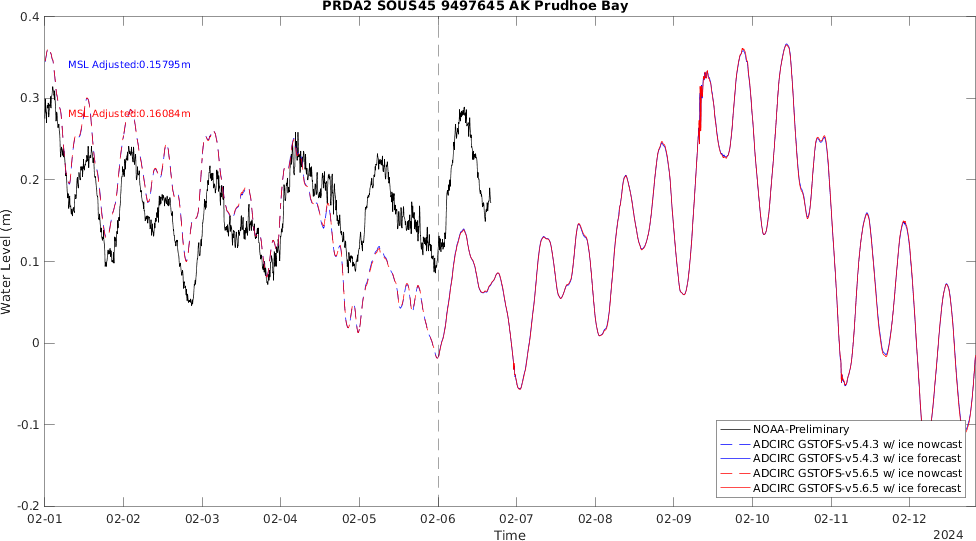 PRDA2 SOUS45 9497645 AK Prudhoe Bay
0.4
0.3
0.2
0.1
0
-0.1
-0.2
Water Level (m)
MSL Adjusted:0.15795m
MSL Adjusted:0.16084m
NOAA-Preliminary
ADCIRC GSTOFS-v5.4.3 w/ ice nowcast
ADCIRC GSTOFS-v5.4.3 w/ ice forecast
ADCIRC GSTOFS-v5.6.5 w/ ice nowcast
ADCIRC GSTOFS-v5.6.5 w/ ice forecast
02-01 02-02 02-03 02-04 02-05 02-06 02-07 02-08 02-09 02-10 02-11 02-12
Time
2024